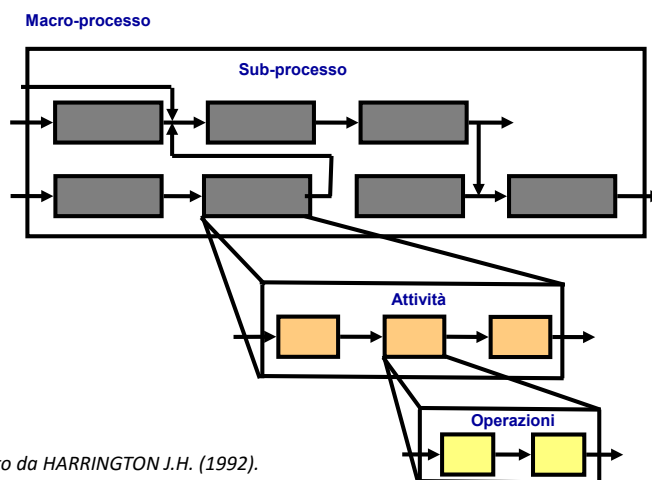 Macro-processo
Sub-processo
Attività
Operazioni
da HARRINGTON J.H. (1992).